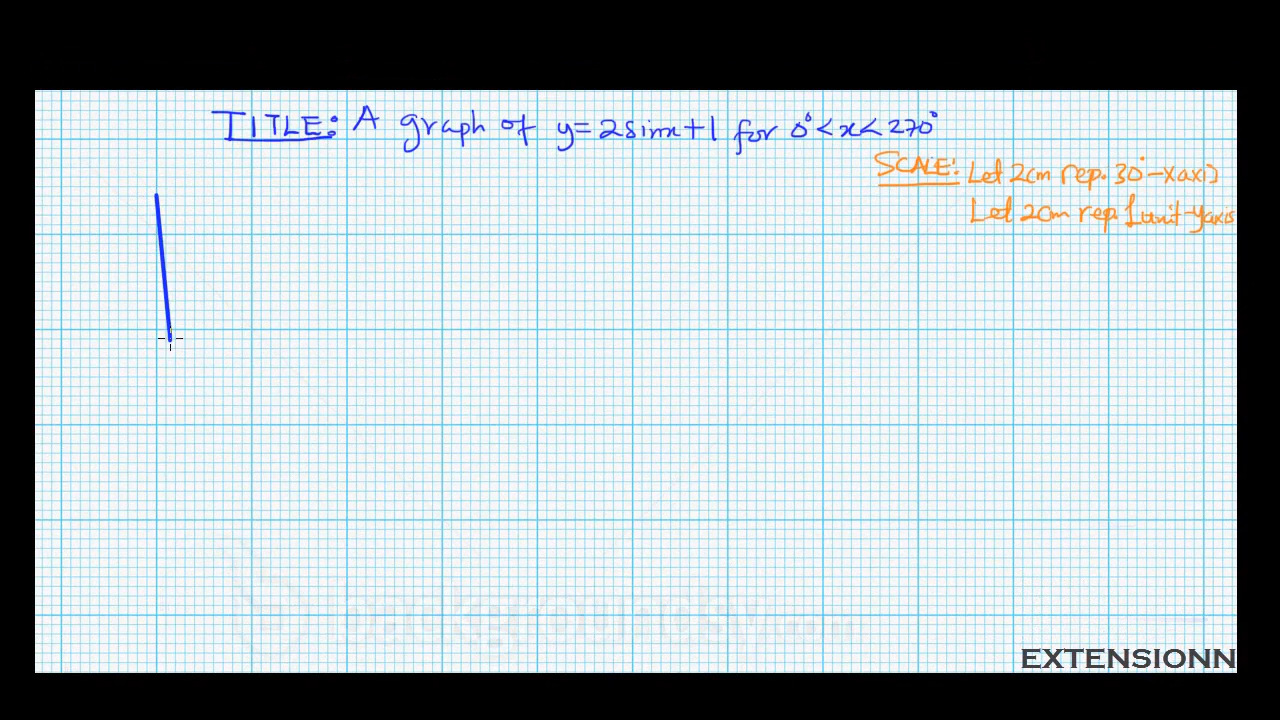 TITLE: A graph of y=2sinx+1 for 0°<x<270°
SCALE: Let 2cm rep. 30°-xaxis
Let 2cm rep. 1unit-yaxis
EXTENSIONN